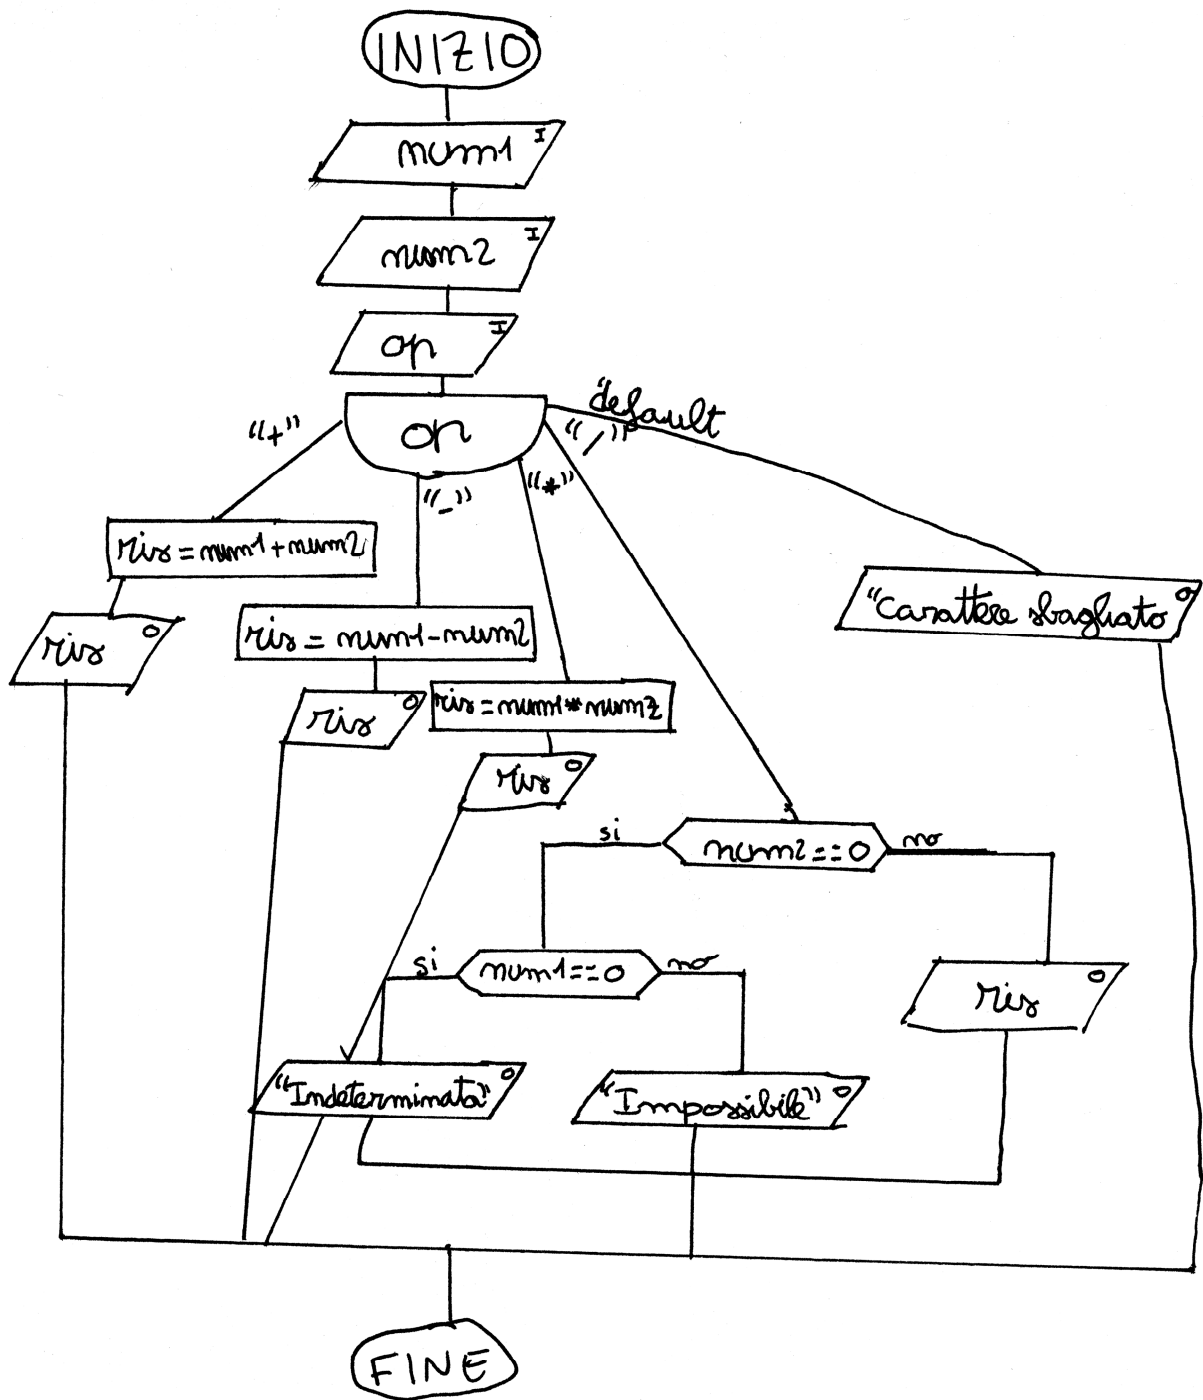 INIZIO
num1 I
num2 I
op I
op
"+"
"-"
"*"
"/"
"default
ris = num1+num2
ris O
ris = num1-num2
ris O
ris = num1*num2
ris O
"Carattere sbagliato O
num2==0
si
no
num1==0
si
no
ris O
"Indeterminata" O
"Impossibile" O
FINE